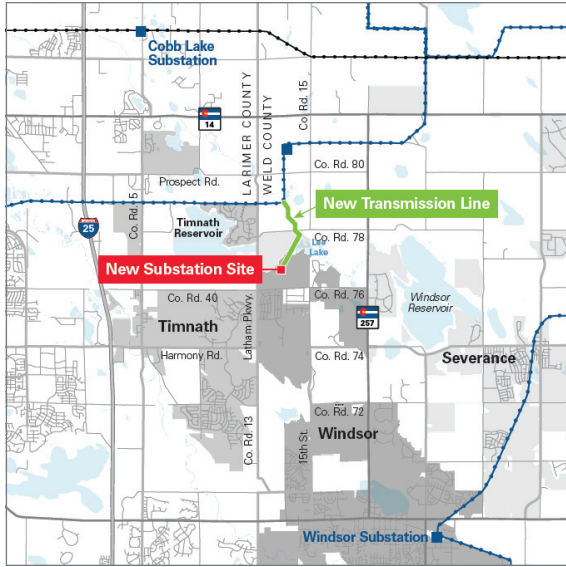 Cobb Lake
Substation
LARIMER COUNTY
WELD COUNTY
Co. Rd. 15
14
Co. Rd. 80
Prospect Rd.
Co. Rd. 5
New Transmission Line
Timnath
Reservoir
INTERSTATE
25
Co. Rd. 78
Law
Lake
New Substation Site
Co. Rd. 40
Co. Rd. 76
Windsor
Reservoir
257
Timnath
Latham Pkwy.
Harmony Rd.
Co. Rd. 74
Severance
Co. Rd. 72
Windsor
Co. Rd. 13
15th St.
Windsor Substation